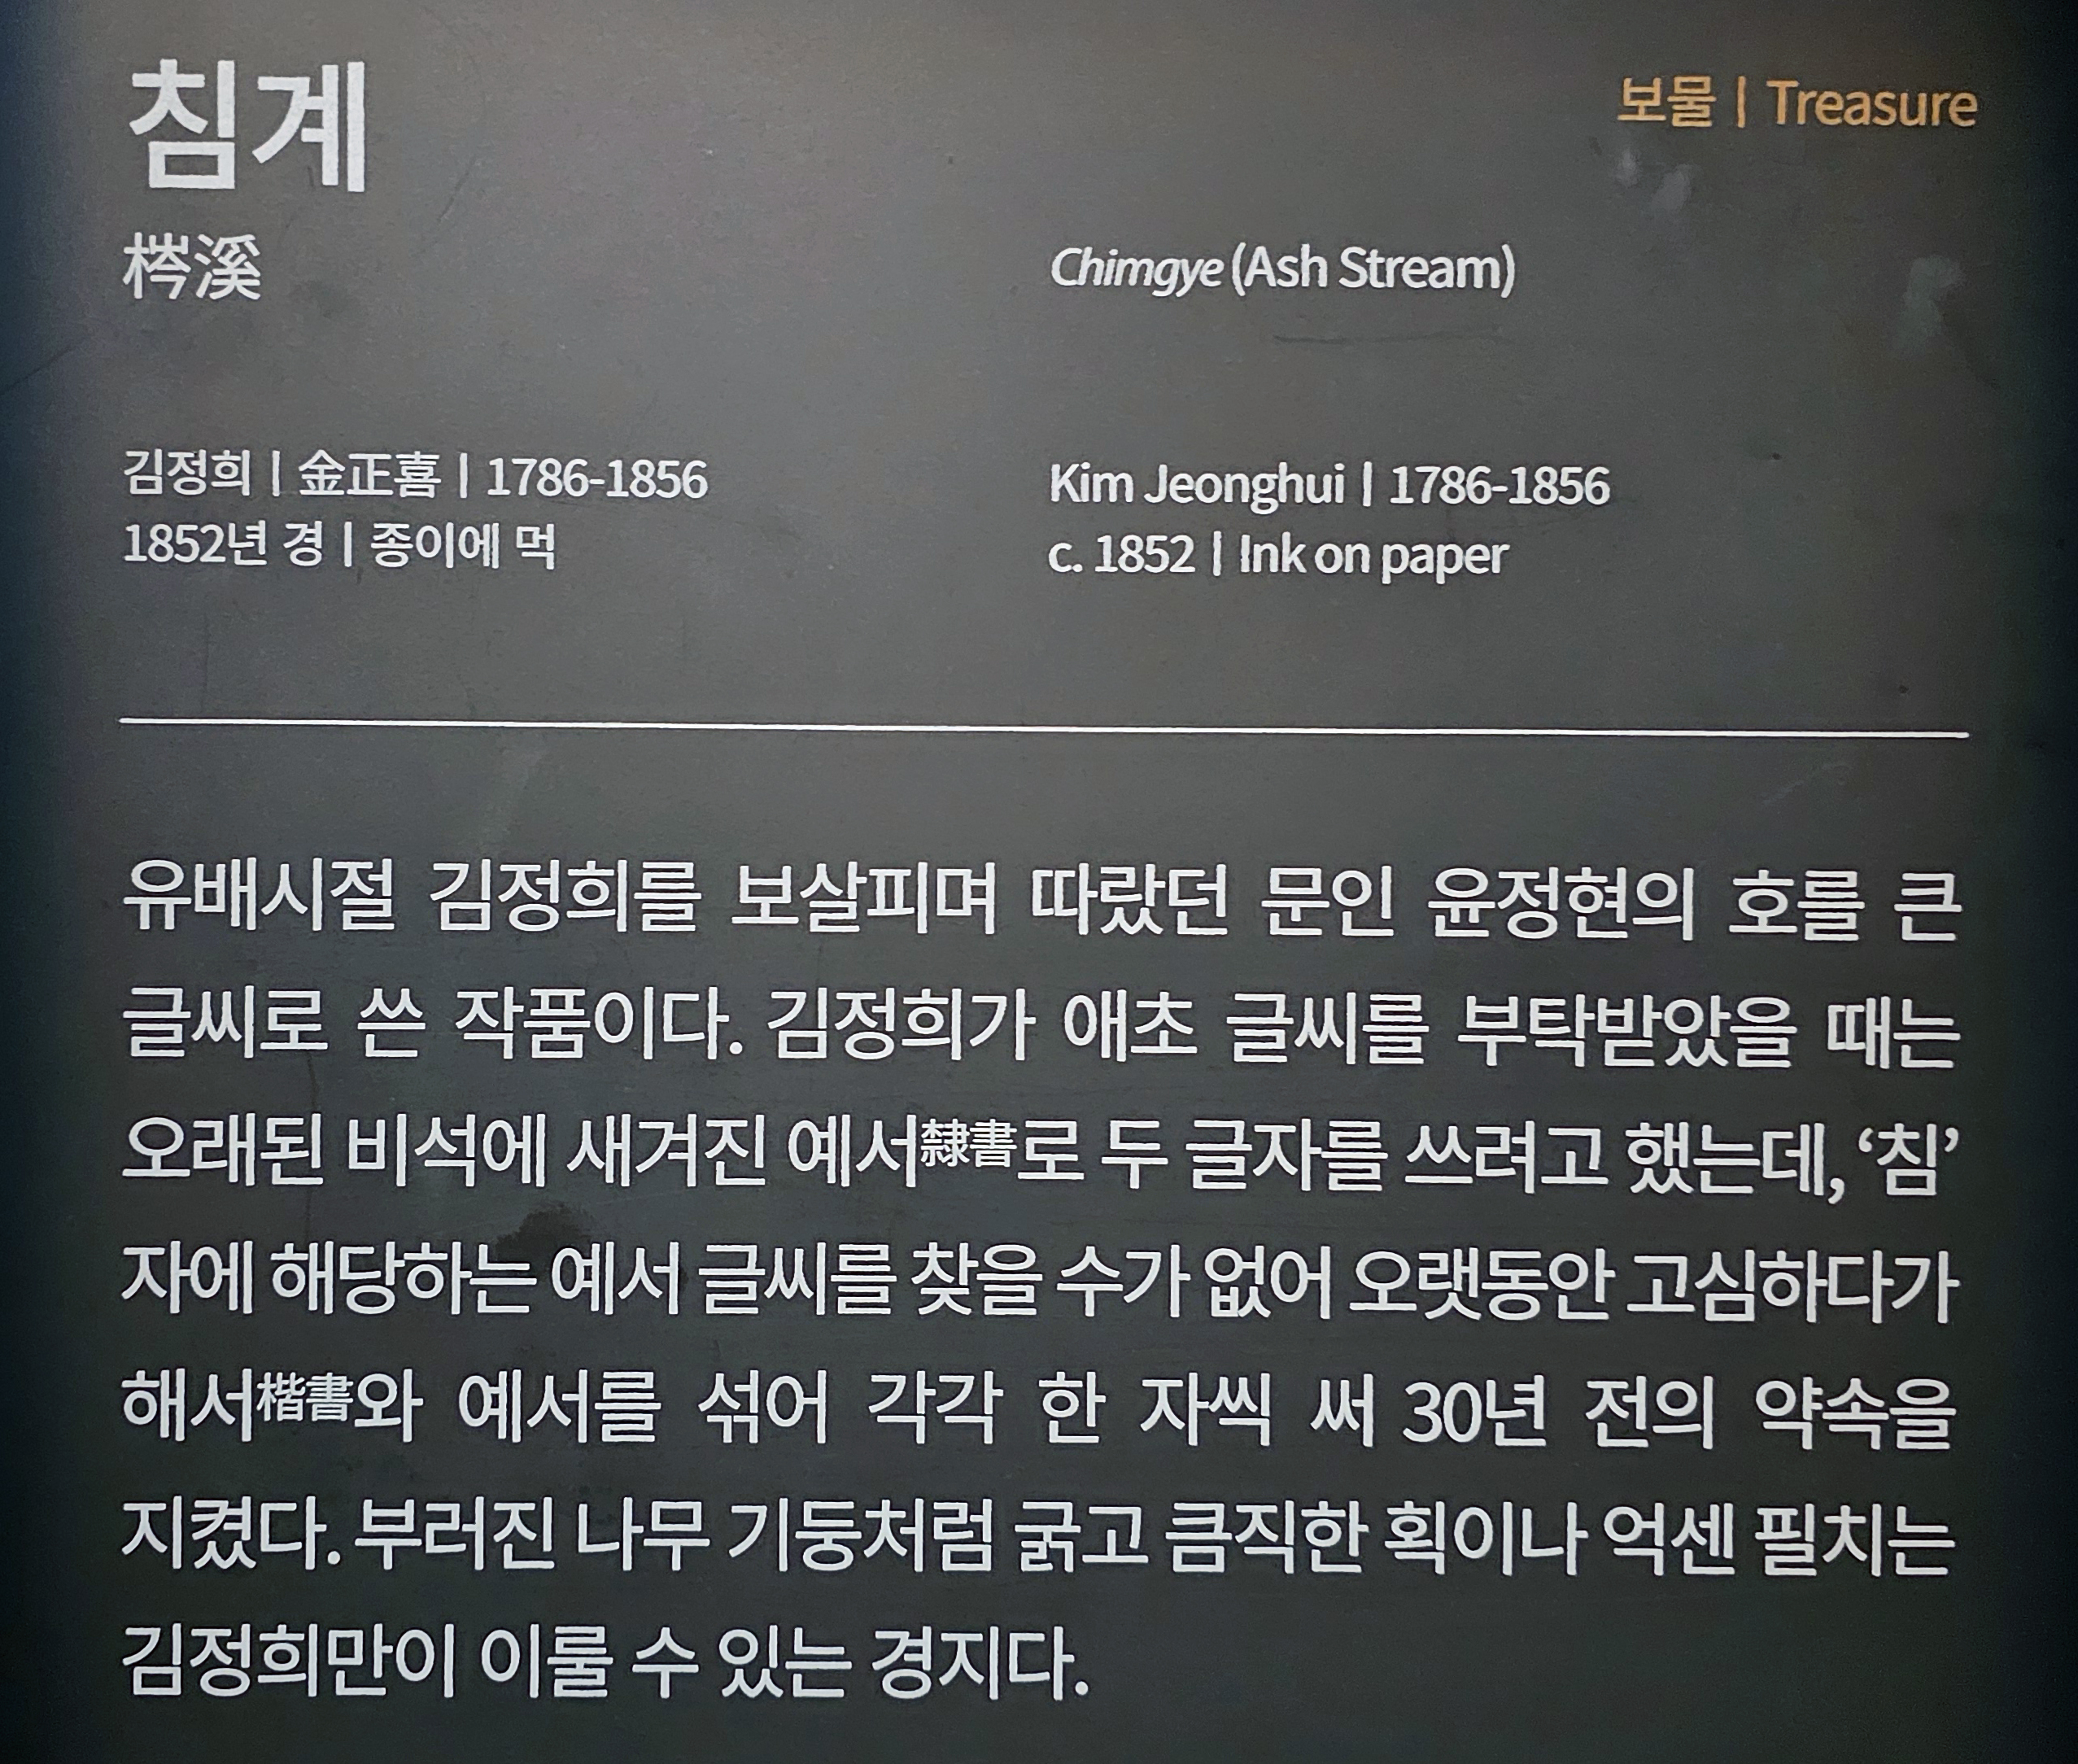 침계
보물 | Treasure
梣溪
Chimgye (Ash Stream)
김정희 | 金正喜 | 1786-1856
1852년 경 | 종이에 먹
Kim Jeonghui | 1786-1856
c. 1852 | Ink on paper
유배시절 김정희를 보살피며 따랐던 문인 윤정현의 호를 큰
글씨로 쓴 작품이다. 김정희가 애초 글씨를 부탁받았을 때는
오래된 비석에 새겨진 예서隸書로 두 글자를 쓰려고 했는데, ‘침’
자에 해당하는 예서 글씨를 찾을 수가 없어 오랫동안 고심하다가
해서楷書와 예서를 섞어 각각 한 자씩 써 30년 전의 약속을
지켰다. 부러진 나무 기둥처럼 굵고 큼직한 획이나 억센 필치는
김정희만이 이룰 수 있는 경지다.